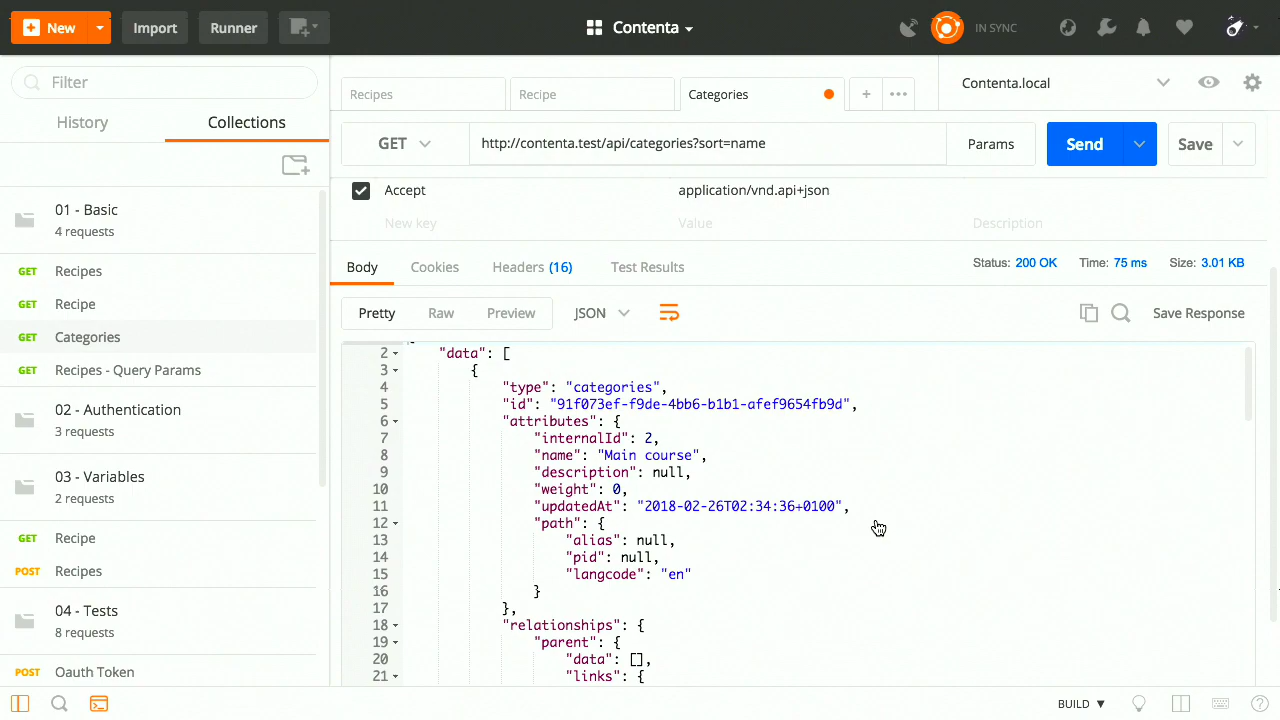 New
Import
Runner
Contenta
IN SYNC
Filter
History
Collections
01 - Basic
4 requests
GET Recipes
GET Recipe
GET Categories
GET Recipes - Query Params
02 - Authentication
3 requests
03 - Variables
2 requests
GET Recipe
POST Recipes
04 - Tests
8 requests
POST Oauth Token
Recipes
Recipe
Categories
Contenta.local
GET
http://contenta.test/api/categories?sort=name
Params
Send
Save
Accept application/vnd.api+json
New key Value Description
Body
Cookies
Headers (16)
Test Results
Status: 200 OK Time: 75 ms Size: 3.01 KB
Pretty
Raw
Preview
JSON
Save Response
2 "data": [
3 {
4 "type": "categories",
5 "id": "91f073ef-f9de-4bb6-b1b1-afef9654fb9d",
6 "attributes": {
7 "internalId": 2,
8 "name": "Main course",
9 "description": null,
10 "weight": 0,
11 "updatedAt": "2018-02-26T02:34:36+0100",
12 "path": {
13 "alias": null,
14 "pid": null,
15 "langcode": "en"
16 }
17 },
18 "relationships": {
19 "parent": {
20 "data": [],
21 "links": {
BUILD